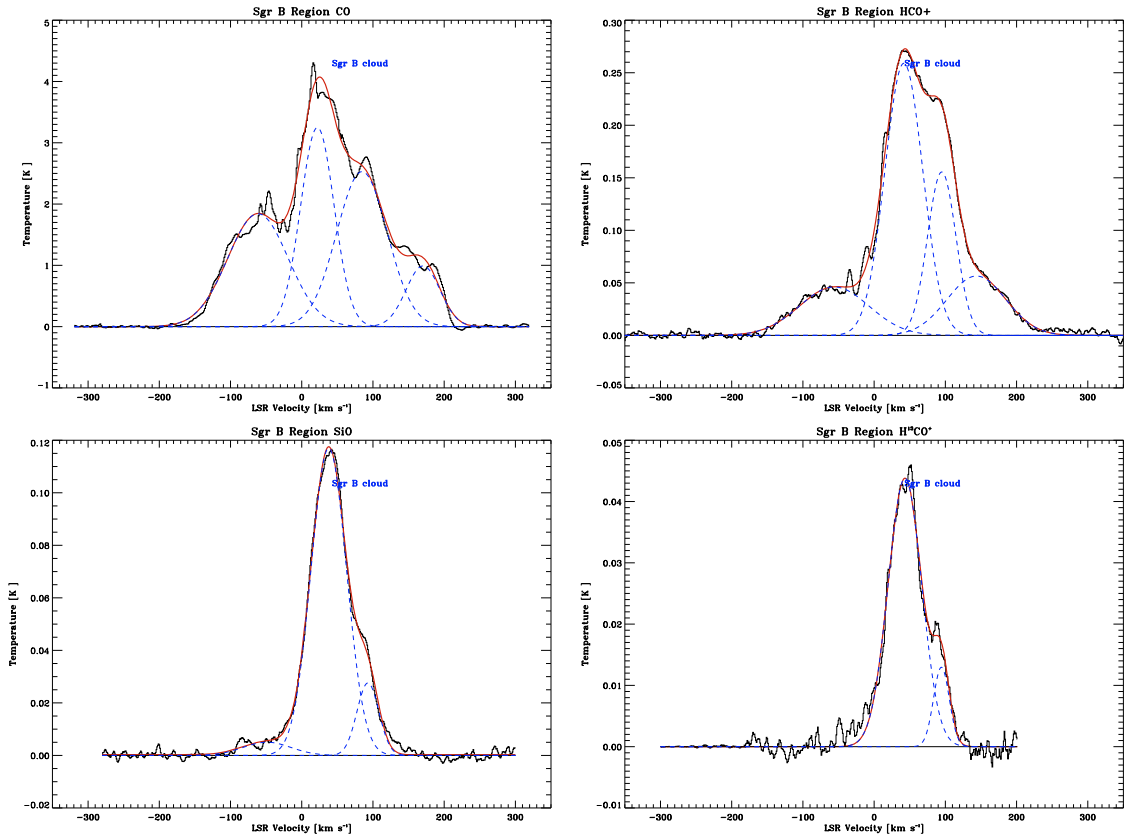 Sgr B Region CO
Sgr B cloud
Temperature [K ]
5
4
3
2
1
0
-1
-300 -200 -100 0 100 200 300
LSR Velocity [km s⁻¹]
Sgr B Region HCO+
Sgr B cloud
Temperature [K ]
0.30
0.25
0.20
0.15
0.10
0.05
0.00
-0.05
-300 -200 -100 0 100 200 300
LSR Velocity [km s⁻¹]
Sgr B Region SiO
Sgr B cloud
Temperature [K ]
0.12
0.10
0.08
0.06
0.04
0.02
0.00
-0.02
-300 -200 -100 0 100 200 300
LSR Velocity [km s⁻¹]
Sgr B Region H¹³CO⁺
Sgr B cloud
Temperature [K ]
0.05
0.04
0.03
0.02
0.01
0.00
-0.01
-300 -200 -100 0 100 200 300
LSR Velocity [km s⁻¹]